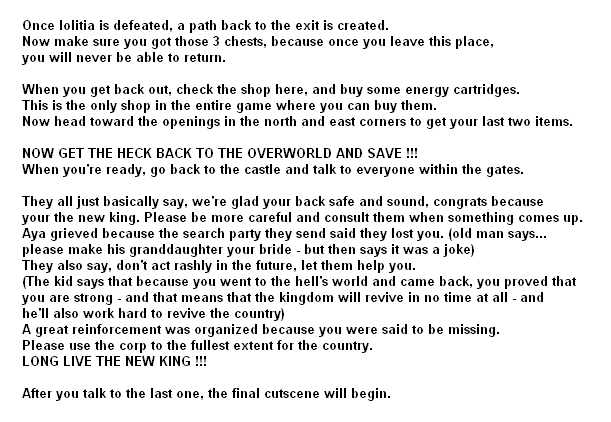 Once lolitia is defeated, a path back to the exit is created.
Now make sure you got those 3 chests, because once you leave this place,
you will never be able to return.

When you get back out, check the shop here, and buy some energy cartridges.
This is the only shop in the entire game where you can buy them.
Now head toward the openings in the north and east corners to get your last two items.

NOW GET THE HECK BACK TO THE OVERWORLD AND SAVE !!!
When you're ready, go back to the castle and talk to everyone within the gates.

They all just basically say, we're glad your back safe and sound, congrats because
your the new king. Please be more careful and consult them when something comes up.
Aya grieved because the search party they send said they lost you. (old man says...
please make his granddaughter your bride - but then says it was a joke)
They also say, don't act rashly in the future, let them help you.
(The kid says that because you went to the hell's world and came back, you proved that
you are strong - and that means that the kingdom will revive in no time at all - and
he'll also work hard to revive the country)
A great reinforcement was organized because you were said to be missing.
Please use the corp to the fullest extent for the country.
LONG LIVE THE NEW KING !!!

After you talk to the last one, the final cutscene will begin.